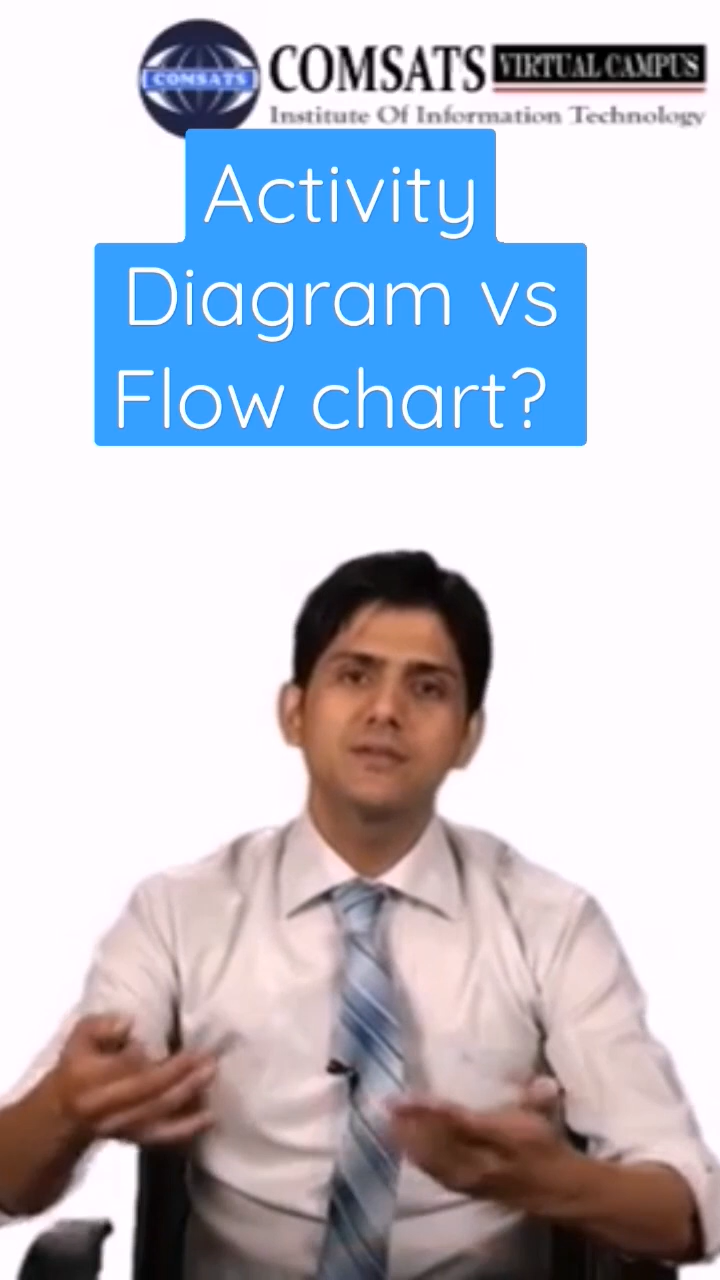 COMSATS
COMSATS VIRTUAL CAMPUS
Institute Of Information Technology
Activity
Diagram vs
Flow chart?